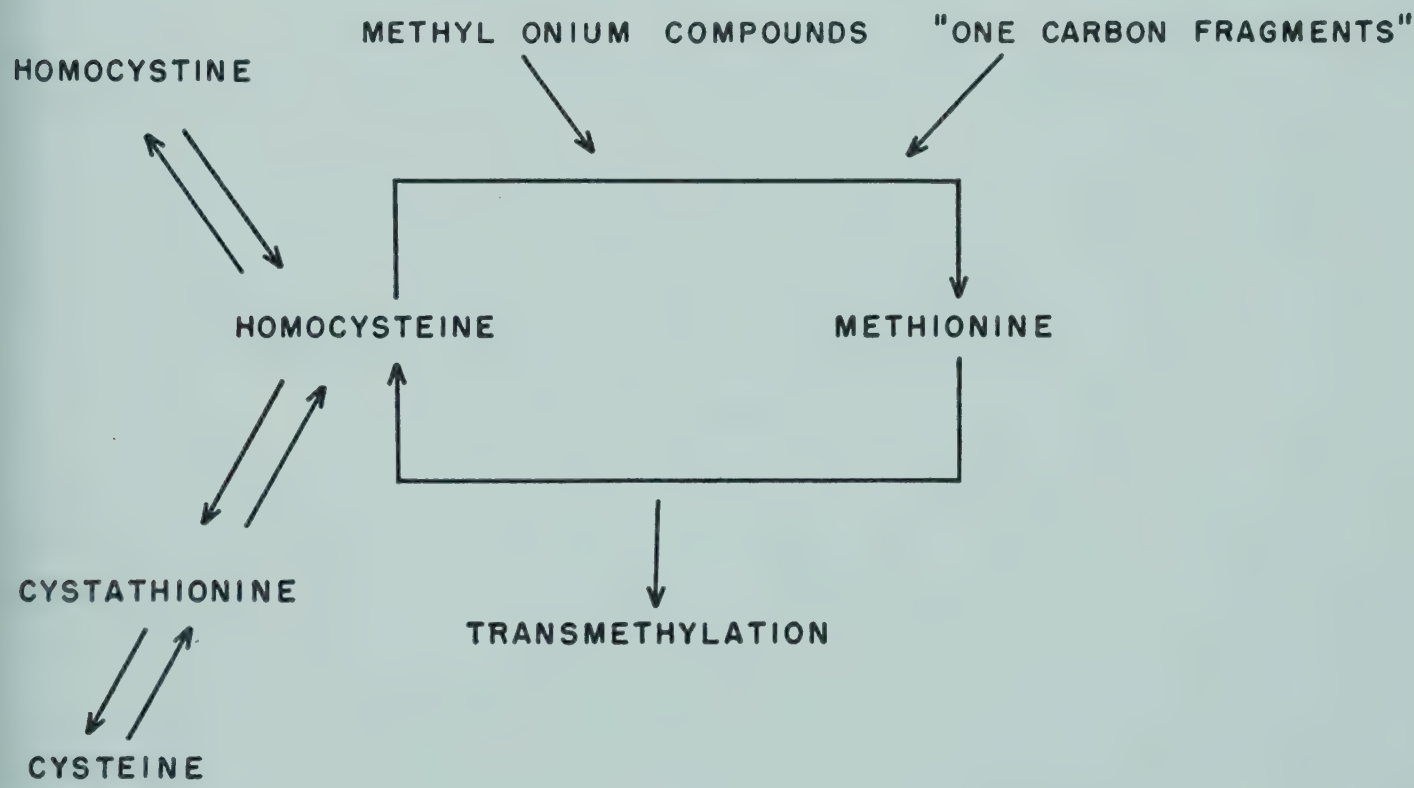 METHYL ONIUM COMPOUNDS "ONE CARBON FRAGMENTS"
HOMOCYSTINE
HOMOCYSTEINE METHIONINE
CYSTATHIONINE
TRANSMETHYLATION
CYSTEINE